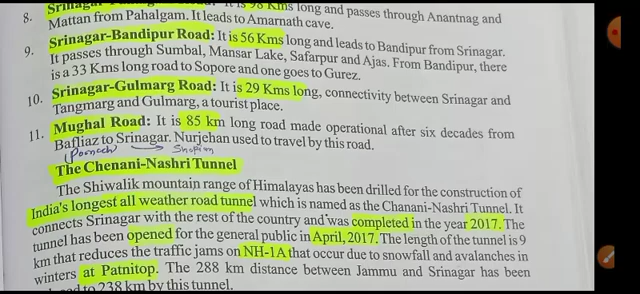 8. Srinagar- Road: It is 98 Kms long and passes through Anantnag and
Mattan from Pahalgam. It leads to Amarnath cave.
9. Srinagar-Bandipur Road: It is 56 Kms long and leads to Bandipur from Srinagar.
It passes through Sumbal, Mansar Lake, Safarpur and Ajas. From Bandipur, there
is a 33 Kms long road to Sopore and one goes to Gurez.
10. Srinagar-Gulmarg Road: It is 29 Kms long, connectivity between Srinagar and
Tangmarg and Gulmarg, a tourist place.
11. Mughal Road: It is 85 km long road made operational after six decades from
Bafliaz to Srinagar. Nurjehan used to travel by this road.
(Poonch) → Shopian
The Chenani-Nashri Tunnel
The Shiwalik mountain range of Himalayas has been drilled for the construction of
India's longest all weather road tunnel which is named as the Chanani-Nashri Tunnel. It
connects Srinagar with the rest of the country and was completed in the year 2017. The
tunnel has been opened for the general public in April, 2017. The length of the tunnel is 9
km that reduces the traffic jams on NH-1A that occur due to snowfall and avalanches in
winters at Patnitop. The 288 km distance between Jammu and Srinagar has been
to 238 km by this tunnel.